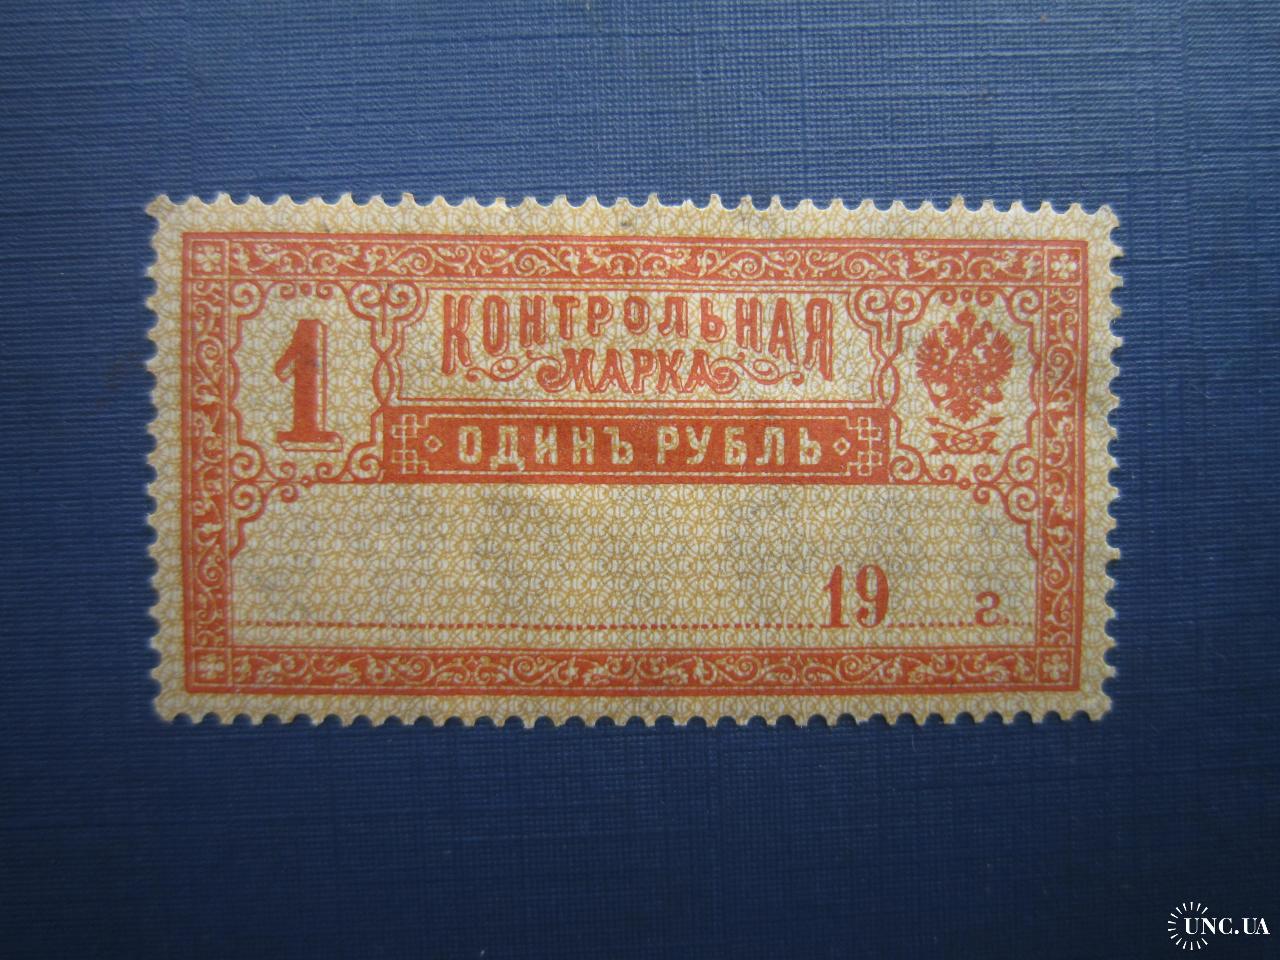 1
КОНТРОЛЬНАЯ
МАРКА
ОДИНЪ РУБЛЬ
19 г.
UNC.UA